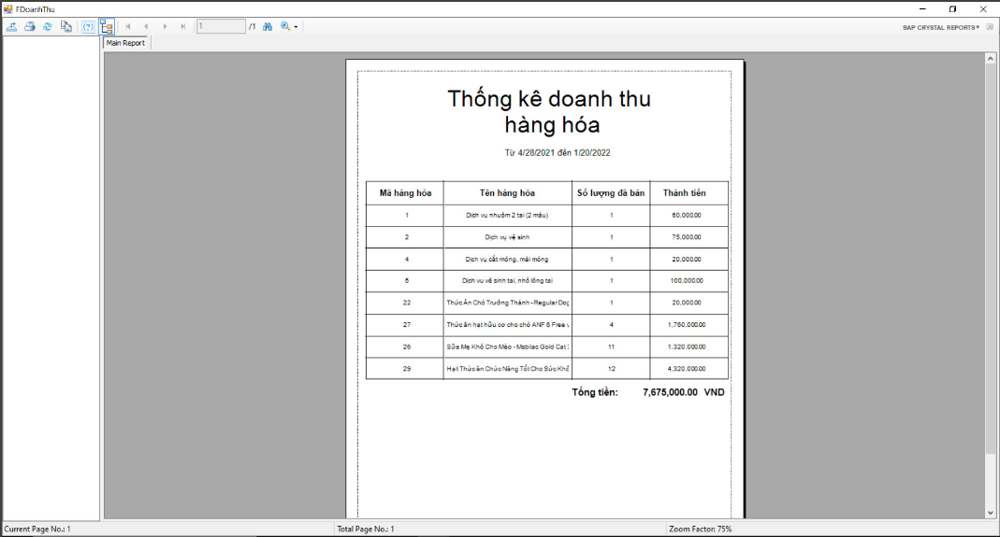 FDoanhThu
1 /1
SAP CRYSTAL REPORTS®
Main Report
Thống kê doanh thu
hàng hóa
Từ 4/28/2021 đến 1/20/2022
Mã hàng hóa Tên hàng hóa Số lượng đã bán Thành tiền
1 Dịch vụ nhuộm 2 tai (2 màu) 1 60,000.00
2 Dịch vụ vệ sinh 1 75,000.00
4 Dịch vụ cắt móng, mài móng 1 20,000.00
Dịch vụ vệ sinh tai, nhổ lông tai 1 100,000.00
22 Thức Ăn Chó Trưởng Thành - Regular Dog 1 20,000.00
27 Thức ăn hạt hữu cơ cho chó ANF 6 Free 4 1,760,000.00
Sữa Mẹ Khô Cho Mèo - Msbilac Gold Cat 11 1,320,000.00
29 Hạt Thức ăn Chức Năng Tốt Cho Sức Khỏ 12 4,320,000.00
Tổng tiền: 7,675,000.00 VND
Current Page No.: 1 Total Page No.: 1 Zoom Factor: 75%